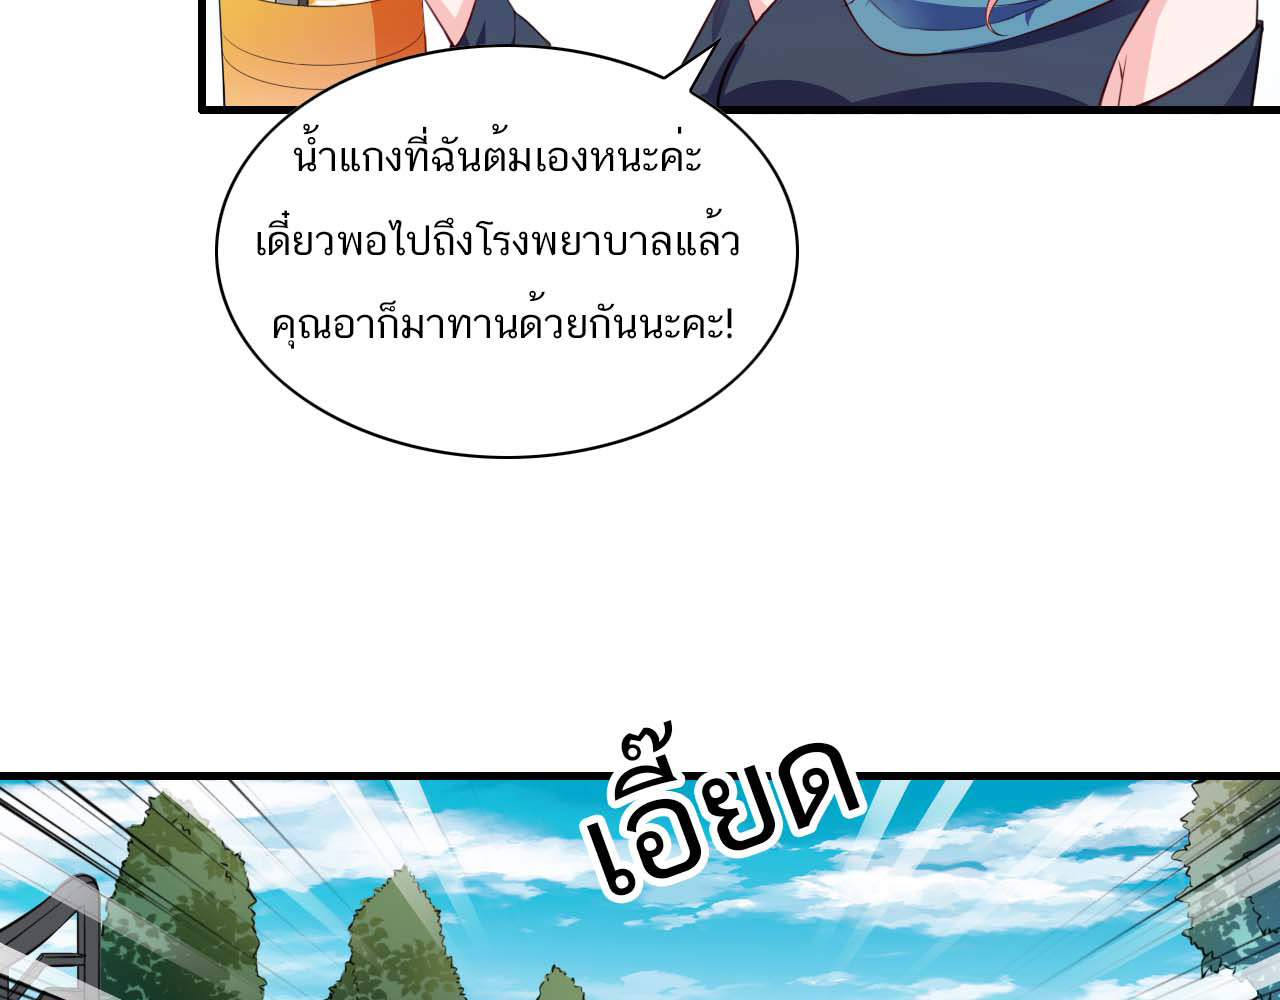 น้ำแกงที่ฉันต้มเองหนะค่ะ
เดี๋ยวพอไปถึงโรงพยาบาลแล้ว
คุณอาก็มาทานด้วยกันนะคะ!
เอี๊ยด